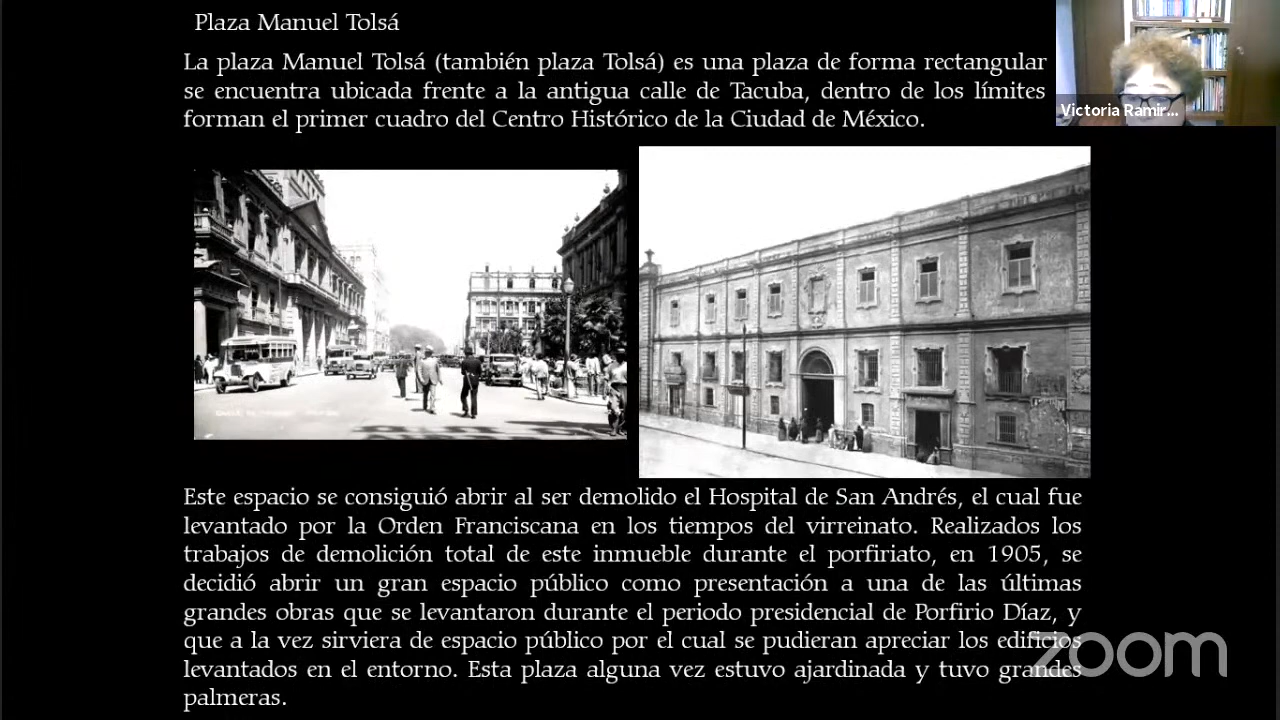 Plaza Manuel Tolsá
La plaza Manuel Tolsá (también plaza Tolsá) es una plaza de forma rectangular
se encuentra ubicada frente a la antigua calle de Tacuba, dentro de los límites
forman el primer cuadro del Centro Histórico de la Ciudad de México.
Victoria Ramir...
Este espacio se consiguió abrir al ser demolido el Hospital de San Andrés, el cual fue
levantado por la Orden Franciscana en los tiempos del virreinato. Realizados los
trabajos de demolición total de este inmueble durante el porfiriato, en 1905, se
decidió abrir un gran espacio público como presentación a una de las últimas
grandes obras que se levantaron durante el periodo presidencial de Porfirio Díaz, y
que a la vez sirviera de espacio público por el cual se pudieran apreciar los edificios
levantados en el entorno. Esta plaza alguna vez estuvo ajardinada y tuvo grandes
palmeras.
zoom